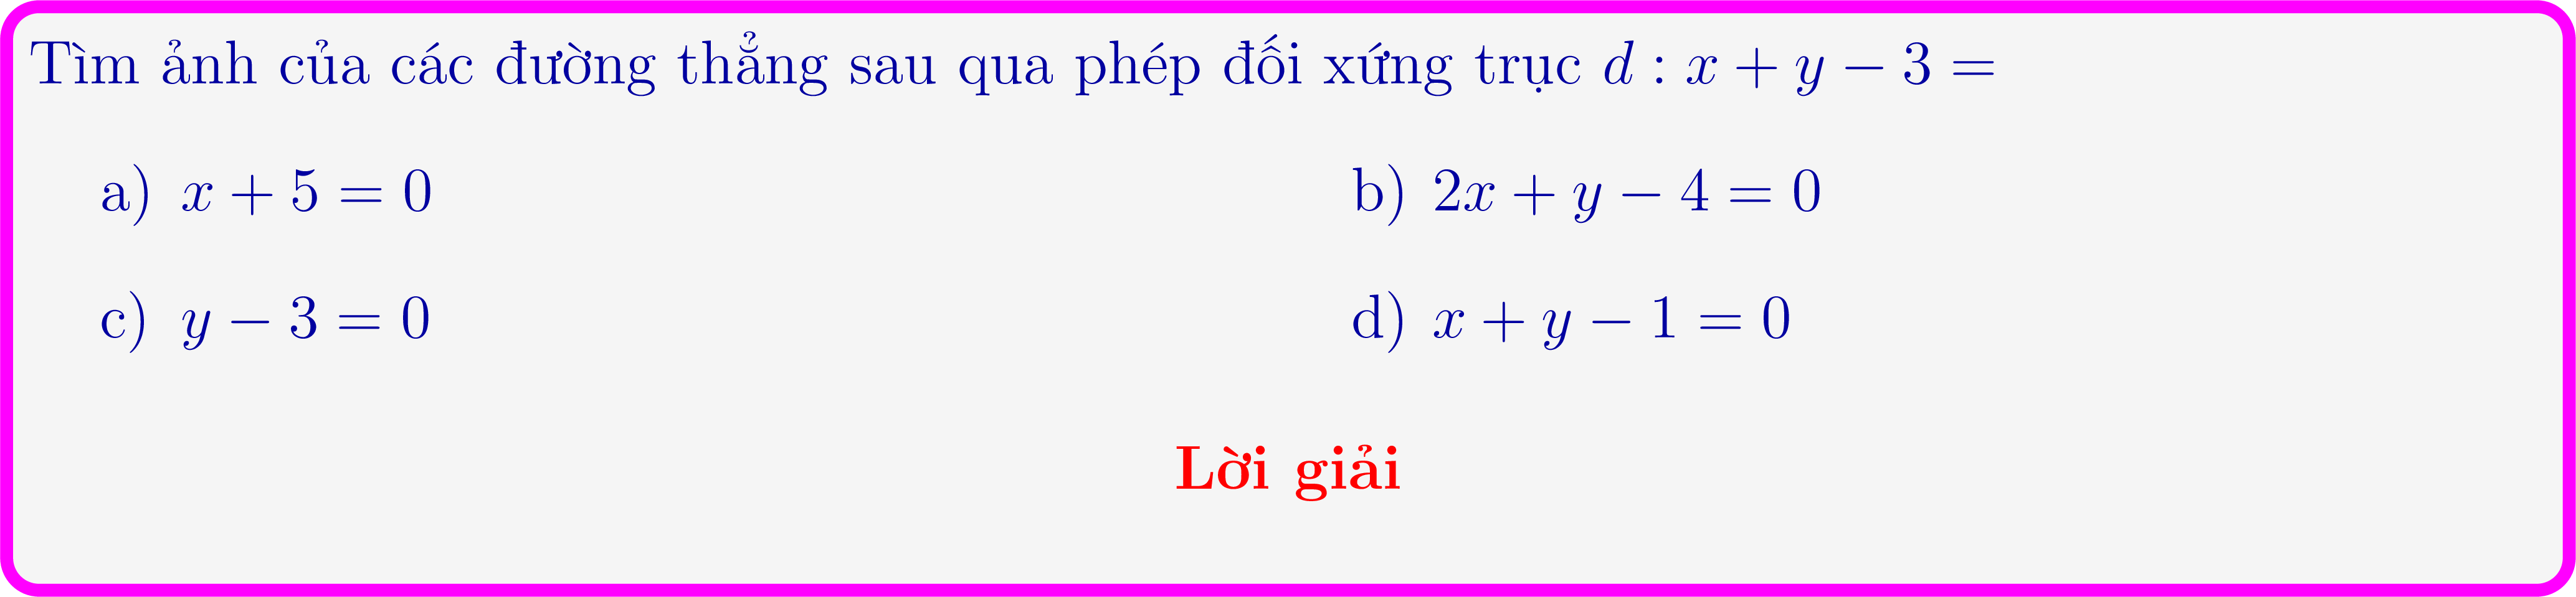 Tìm ảnh của các đường thẳng sau qua phép đối xứng trục d : x + y − 3 =
a) x + 5 = 0 b) 2x + y − 4 = 0
c) y − 3 = 0 d) x + y − 1 = 0
Lời giải